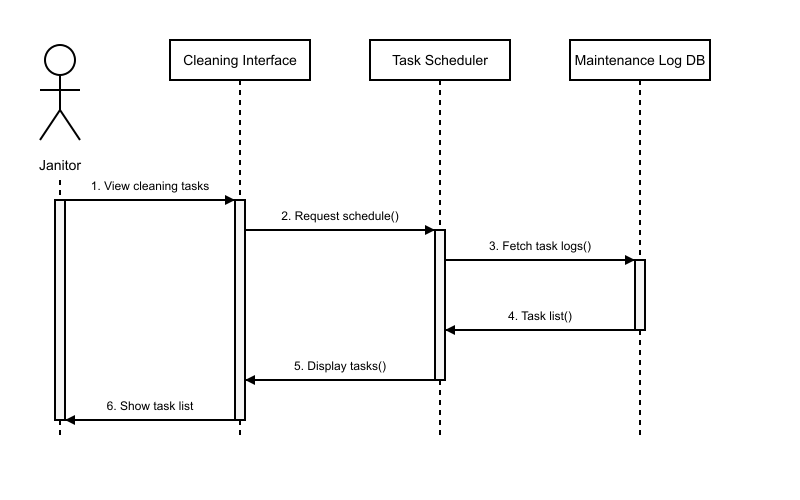 Cleaning Interface
Task Scheduler
Maintenance Log DB
Janitor
1. View cleaning tasks
2. Request schedule()
3. Fetch task logs()
4. Task list()
5. Display tasks()
6. Show task list